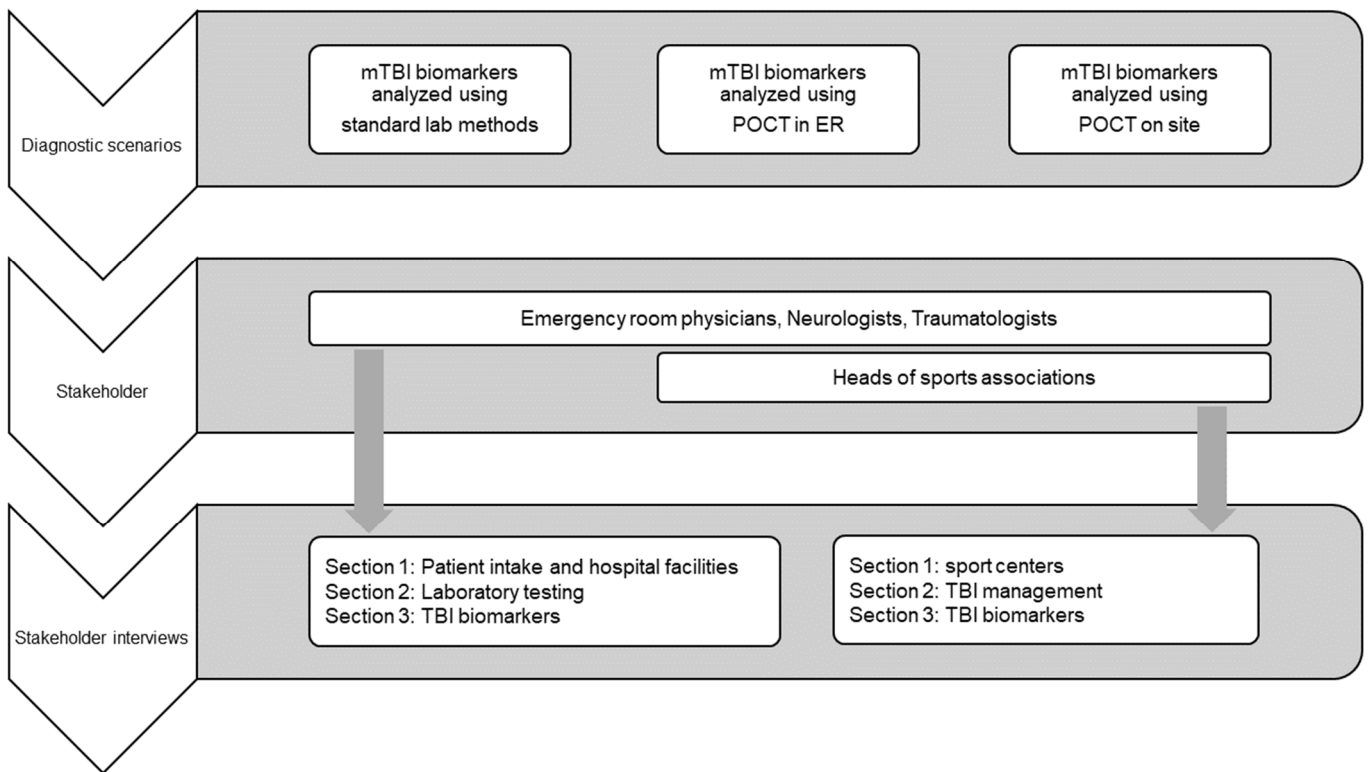 Diagnostic scenarios
mTBI biomarkers
analyzed using
standard lab methods
mTBI biomarkers
analyzed using
POCT in ER
mTBI biomarkers
analyzed using
POCT on site
Stakeholder
Emergency room physicians, Neurologists, Traumatologists
Heads of sports associations
Stakeholder interviews
Section 1: Patient intake and hospital facilities
Section 2: Laboratory testing
Section 3: TBI biomarkers
Section 1: sport centers
Section 2: TBI management
Section 3: TBI biomarkers